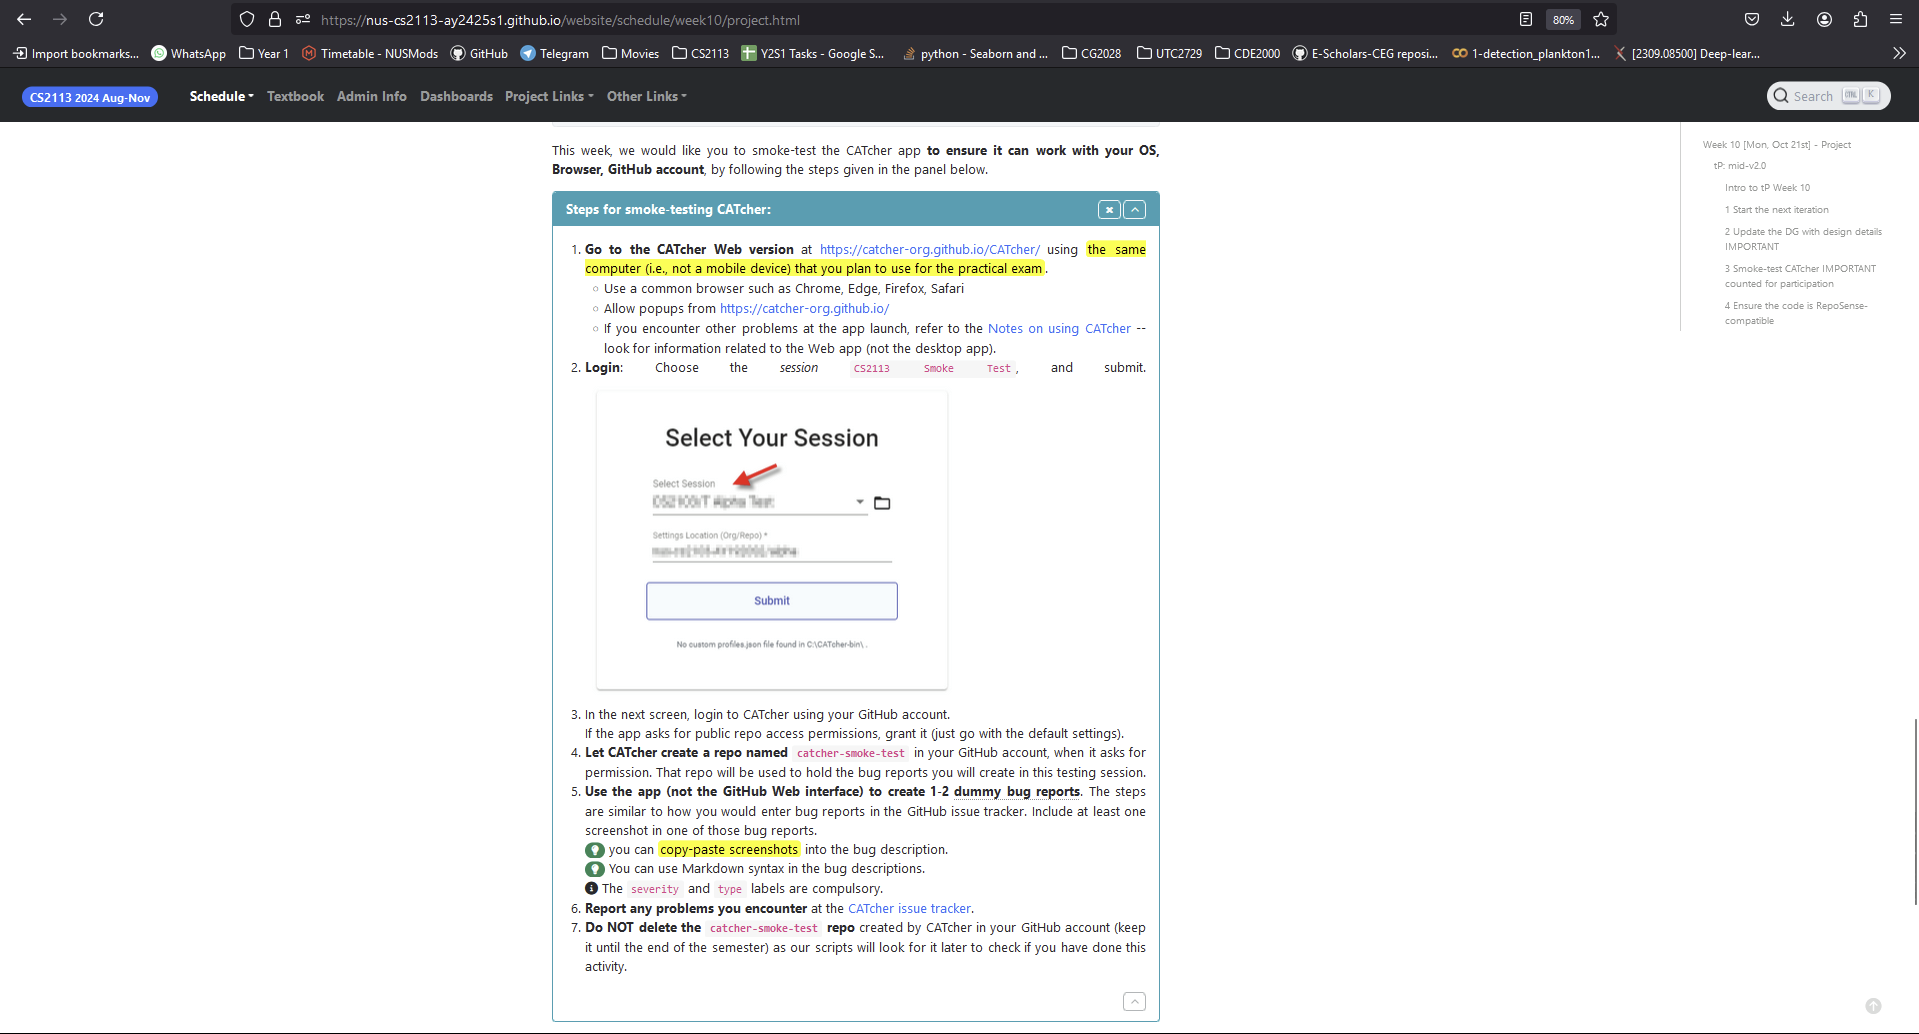 https://nus-cs2113-ay2425s1.github.io/website/schedule/week10/project.html
80%
Import bookmarks...
WhatsApp
Year 1
Timetable - NUSMods
GitHub
Telegram
Movies
CS2113
Y2S1 Tasks - Google S...
python - Seaborn and ...
CG2028
UTC2729
CDE2000
E-Scholars-CEG reposi...
1-detection_plankton1...
[2309.08500] Deep-lear...
CS2113 2024 Aug-Nov
Schedule
Textbook
Admin Info
Dashboards
Project Links
Other Links
Search
CTRL
K
This week, we would like you to smoke-test the CATcher app to ensure it can work with your OS,
Browser, GitHub account, by following the steps given in the panel below.
Steps for smoke-testing CATcher:
1. Go to the CATcher Web version at https://catcher-org.github.io/CATcher/ using the same
computer (i.e., not a mobile device) that you plan to use for the practical exam.
Use a common browser such as Chrome, Edge, Firefox, Safari
Allow popups from https://catcher-org.github.io/
If you encounter other problems at the app launch, refer to the Notes on using CATcher --
look for information related to the Web app (not the desktop app).
2. Login: Choose the session CS2113 Smoke Test, and submit.
Select Your Session
Select Session
Settings Location (Org/Repo) *
Submit
No custom profiles.json file found in C:\CATcher-bin\ .
3. In the next screen, login to CATcher using your GitHub account.
If the app asks for public repo access permissions, grant it (just go with the default settings).
4. Let CATcher create a repo named catcher-smoke-test in your GitHub account, when it asks for
permission. That repo will be used to hold the bug reports you will create in this testing session.
5. Use the app (not the GitHub Web interface) to create 1-2 dummy bug reports. The steps
are similar to how you would enter bug reports in the GitHub issue tracker. Include at least one
screenshot in one of those bug reports.
you can copy-paste screenshots into the bug description.
You can use Markdown syntax in the bug descriptions.
The severity and type labels are compulsory.
6. Report any problems you encounter at the CATcher issue tracker.
7. Do NOT delete the catcher-smoke-test repo created by CATcher in your GitHub account (keep
it until the end of the semester) as our scripts will look for it later to check if you have done this
activity.
Week 10 [Mon, Oct 21st] - Project
tP: mid-v2.0
Intro to tP Week 10
1 Start the next iteration
2 Update the DG with design details
IMPORTANT
3 Smoke-test CATcher IMPORTANT
counted for participation
4 Ensure the code is RepoSense-
compatible